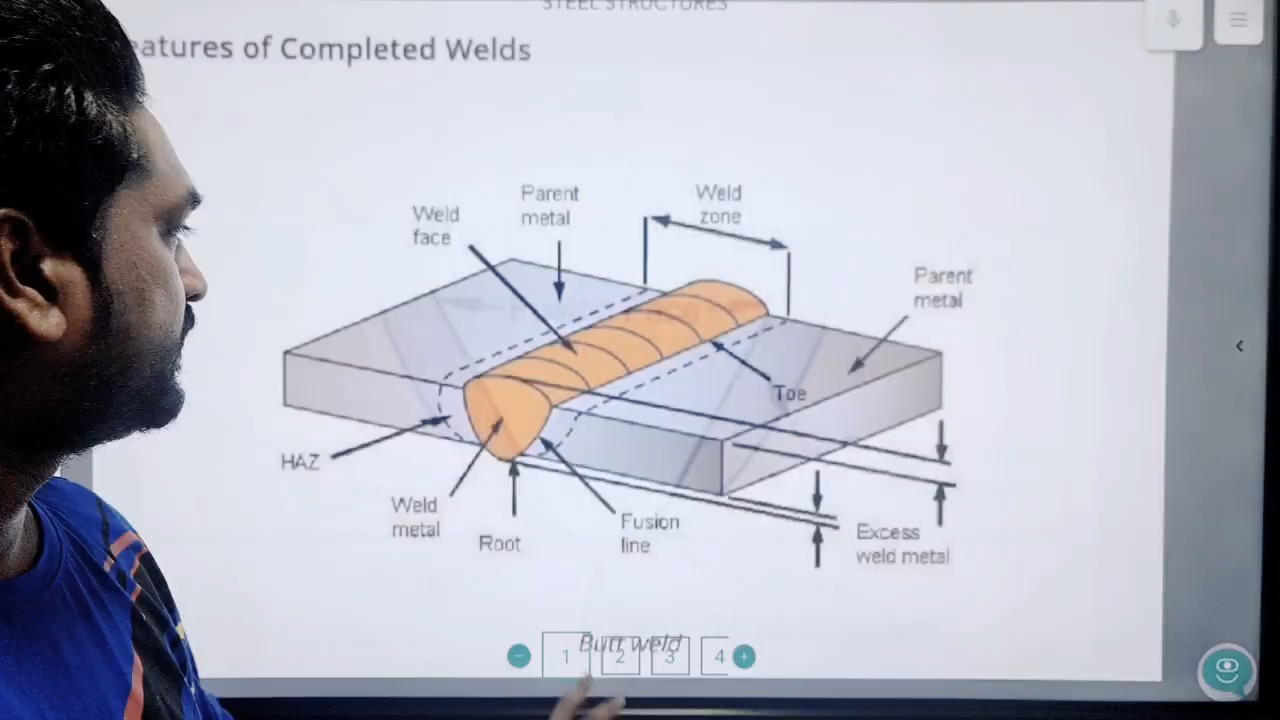 STEEL STRUCTURES
eatures of Completed Welds
Weld
face
Parent
metal
Weld
zone
Parent
metal
Toe
HAZ
Weld
metal
Root
Fusion
line
Excess
weld metal
Butt weld
1 2 3 4